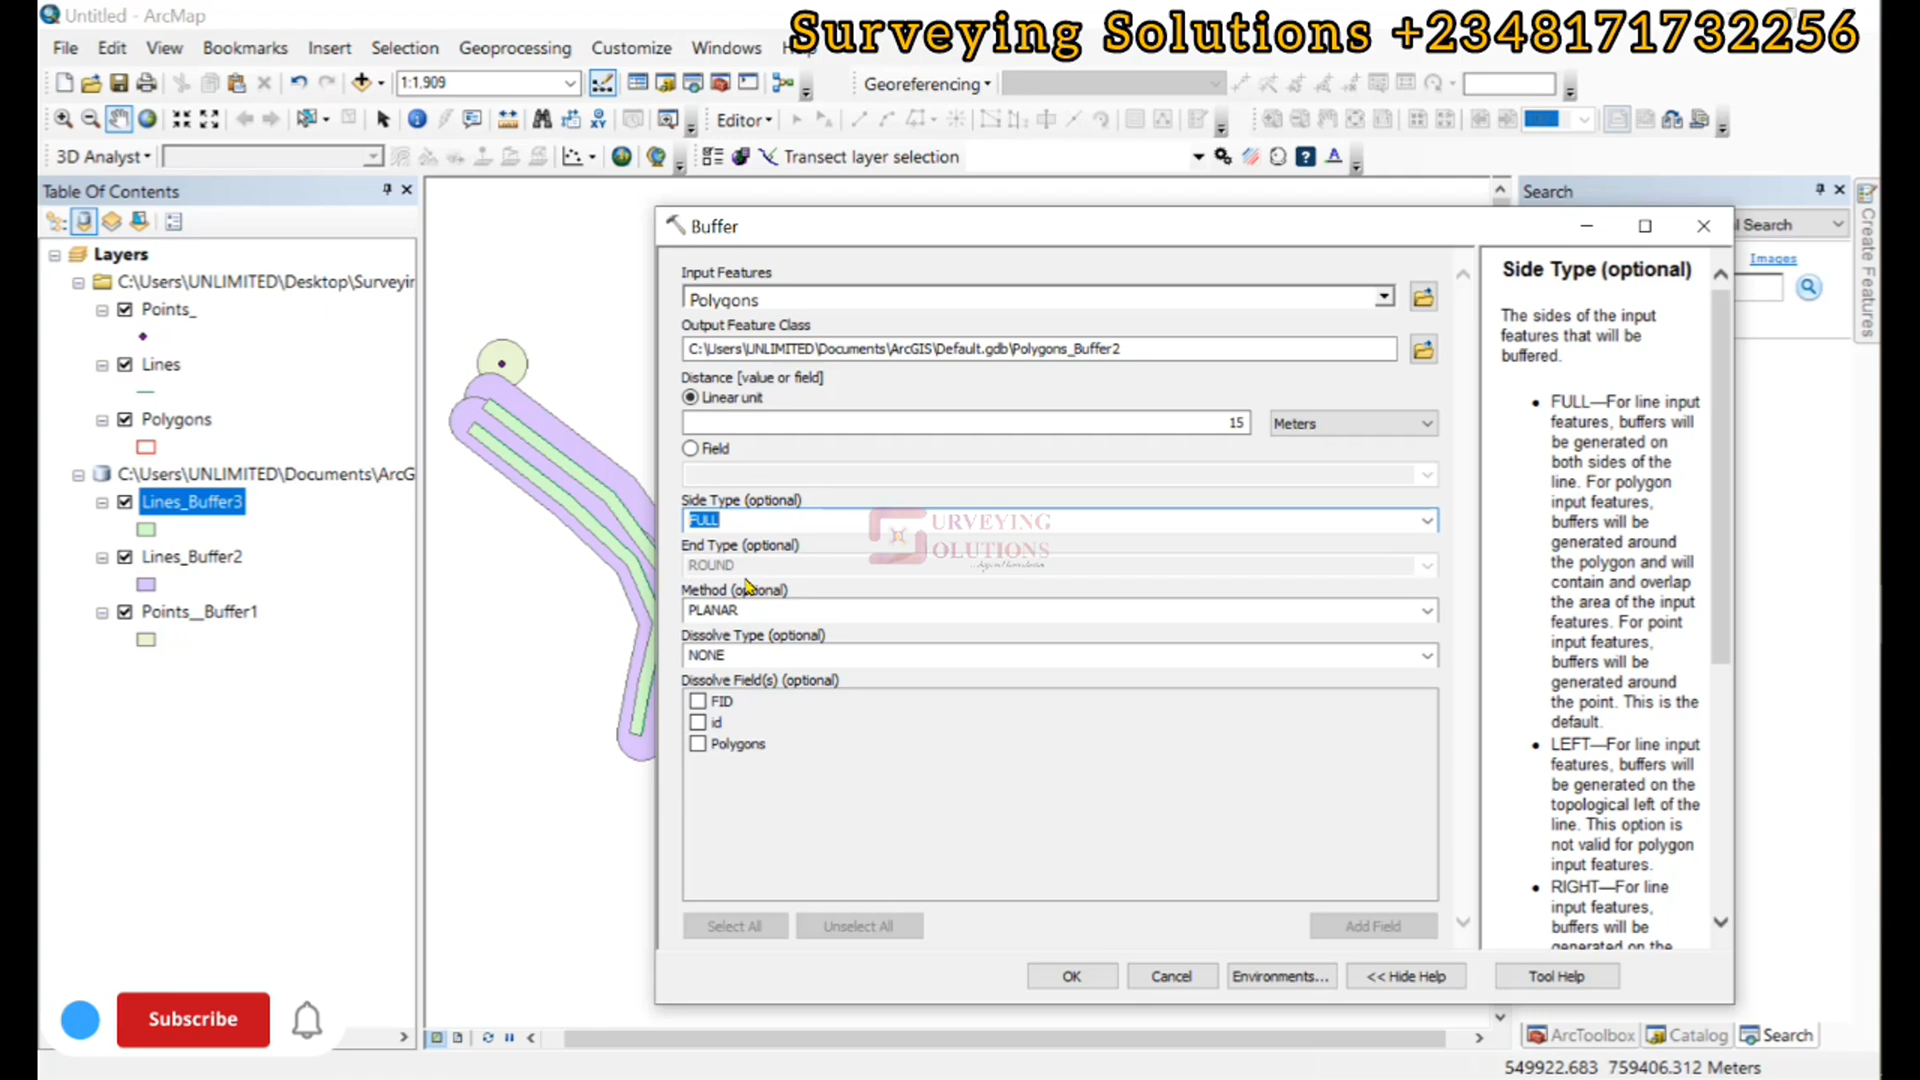 Untitled - ArcMap
Surveying Solutions +2348171732256
File Edit View Bookmarks Insert Selection Geoprocessing Customize Windows
1:1,909
Georeferencing
Editor
3D Analyst
Transect layer selection
Table Of Contents
Layers
C:\Users\UNLIMITED\Desktop\Surveyir
Points_
Lines
Polygons
C:\Users\UNLIMITED\Documents\ArcG
Lines_Buffer3
Lines_Buffer2
Points__Buffer1
Subscribe
Buffer
Input Features
Polygons
Output Feature Class
C:\Users\UNLIMITED\Documents\ArcGIS\Default.gdb\Polygons_Buffer2
Distance [value or field]
Linear unit
15
Meters
Field
Side Type (optional)
FULL
SURVEYING
SOLUTIONS
End Type (optional)
ROUND
Method (optional)
PLANAR
Dissolve Type (optional)
NONE
Dissolve Field(s) (optional)
FID
id
Polygons
Select All
Unselect All
Add Field
OK
Cancel
Environments...
<< Hide Help
Tool Help
Side Type (optional)
The sides of the input
features that will be
buffered.
• FULL—For line input
features, buffers will
be generated on
both sides of the
line. For polygon
input features,
buffers will be
generated around
the polygon and will
contain and overlap
the area of the input
features. For point
input features,
buffers will be
generated around
the point. This is the
default.
• LEFT—For line input
features, buffers will
be generated on the
topological left of the
line. This option is
not valid for polygon
input features.
• RIGHT—For line
input features,
buffers will be
generated on the
Search
l Search
Images
Create Features
ArcToolbox
Catalog
Search
549922.683 759406.312 Meters